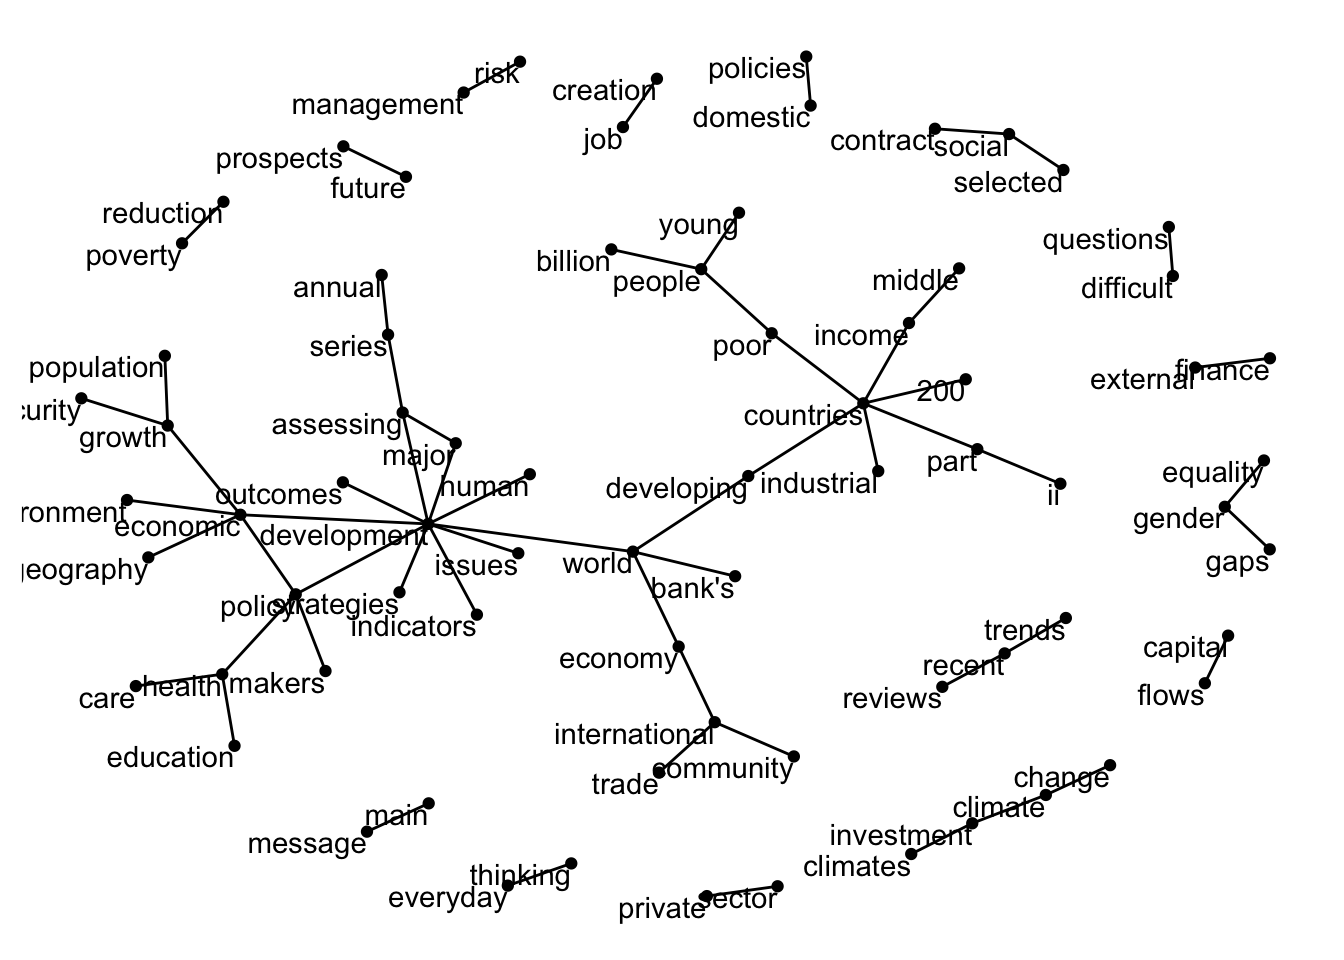 risk
policies
creation
management
domestic
job
contract
social
prospects
selected
future
reduction
young
questions
poverty
billion
people
middle
annual
difficult
income
series
poor
population
finance
external
200
curity
countries
assessing
growth
major
part
equality
human
developing
industrial
outcomes
ii
ronment
gender
economic
development
issues
world
gaps
geography
bank's
policy
strategies
indicators
trends
capital
economy
recent
health
makers
care
reviews
flows
international
education
community
trade
change
main
climate
message
investment
climates
thinking
everyday
sector
private